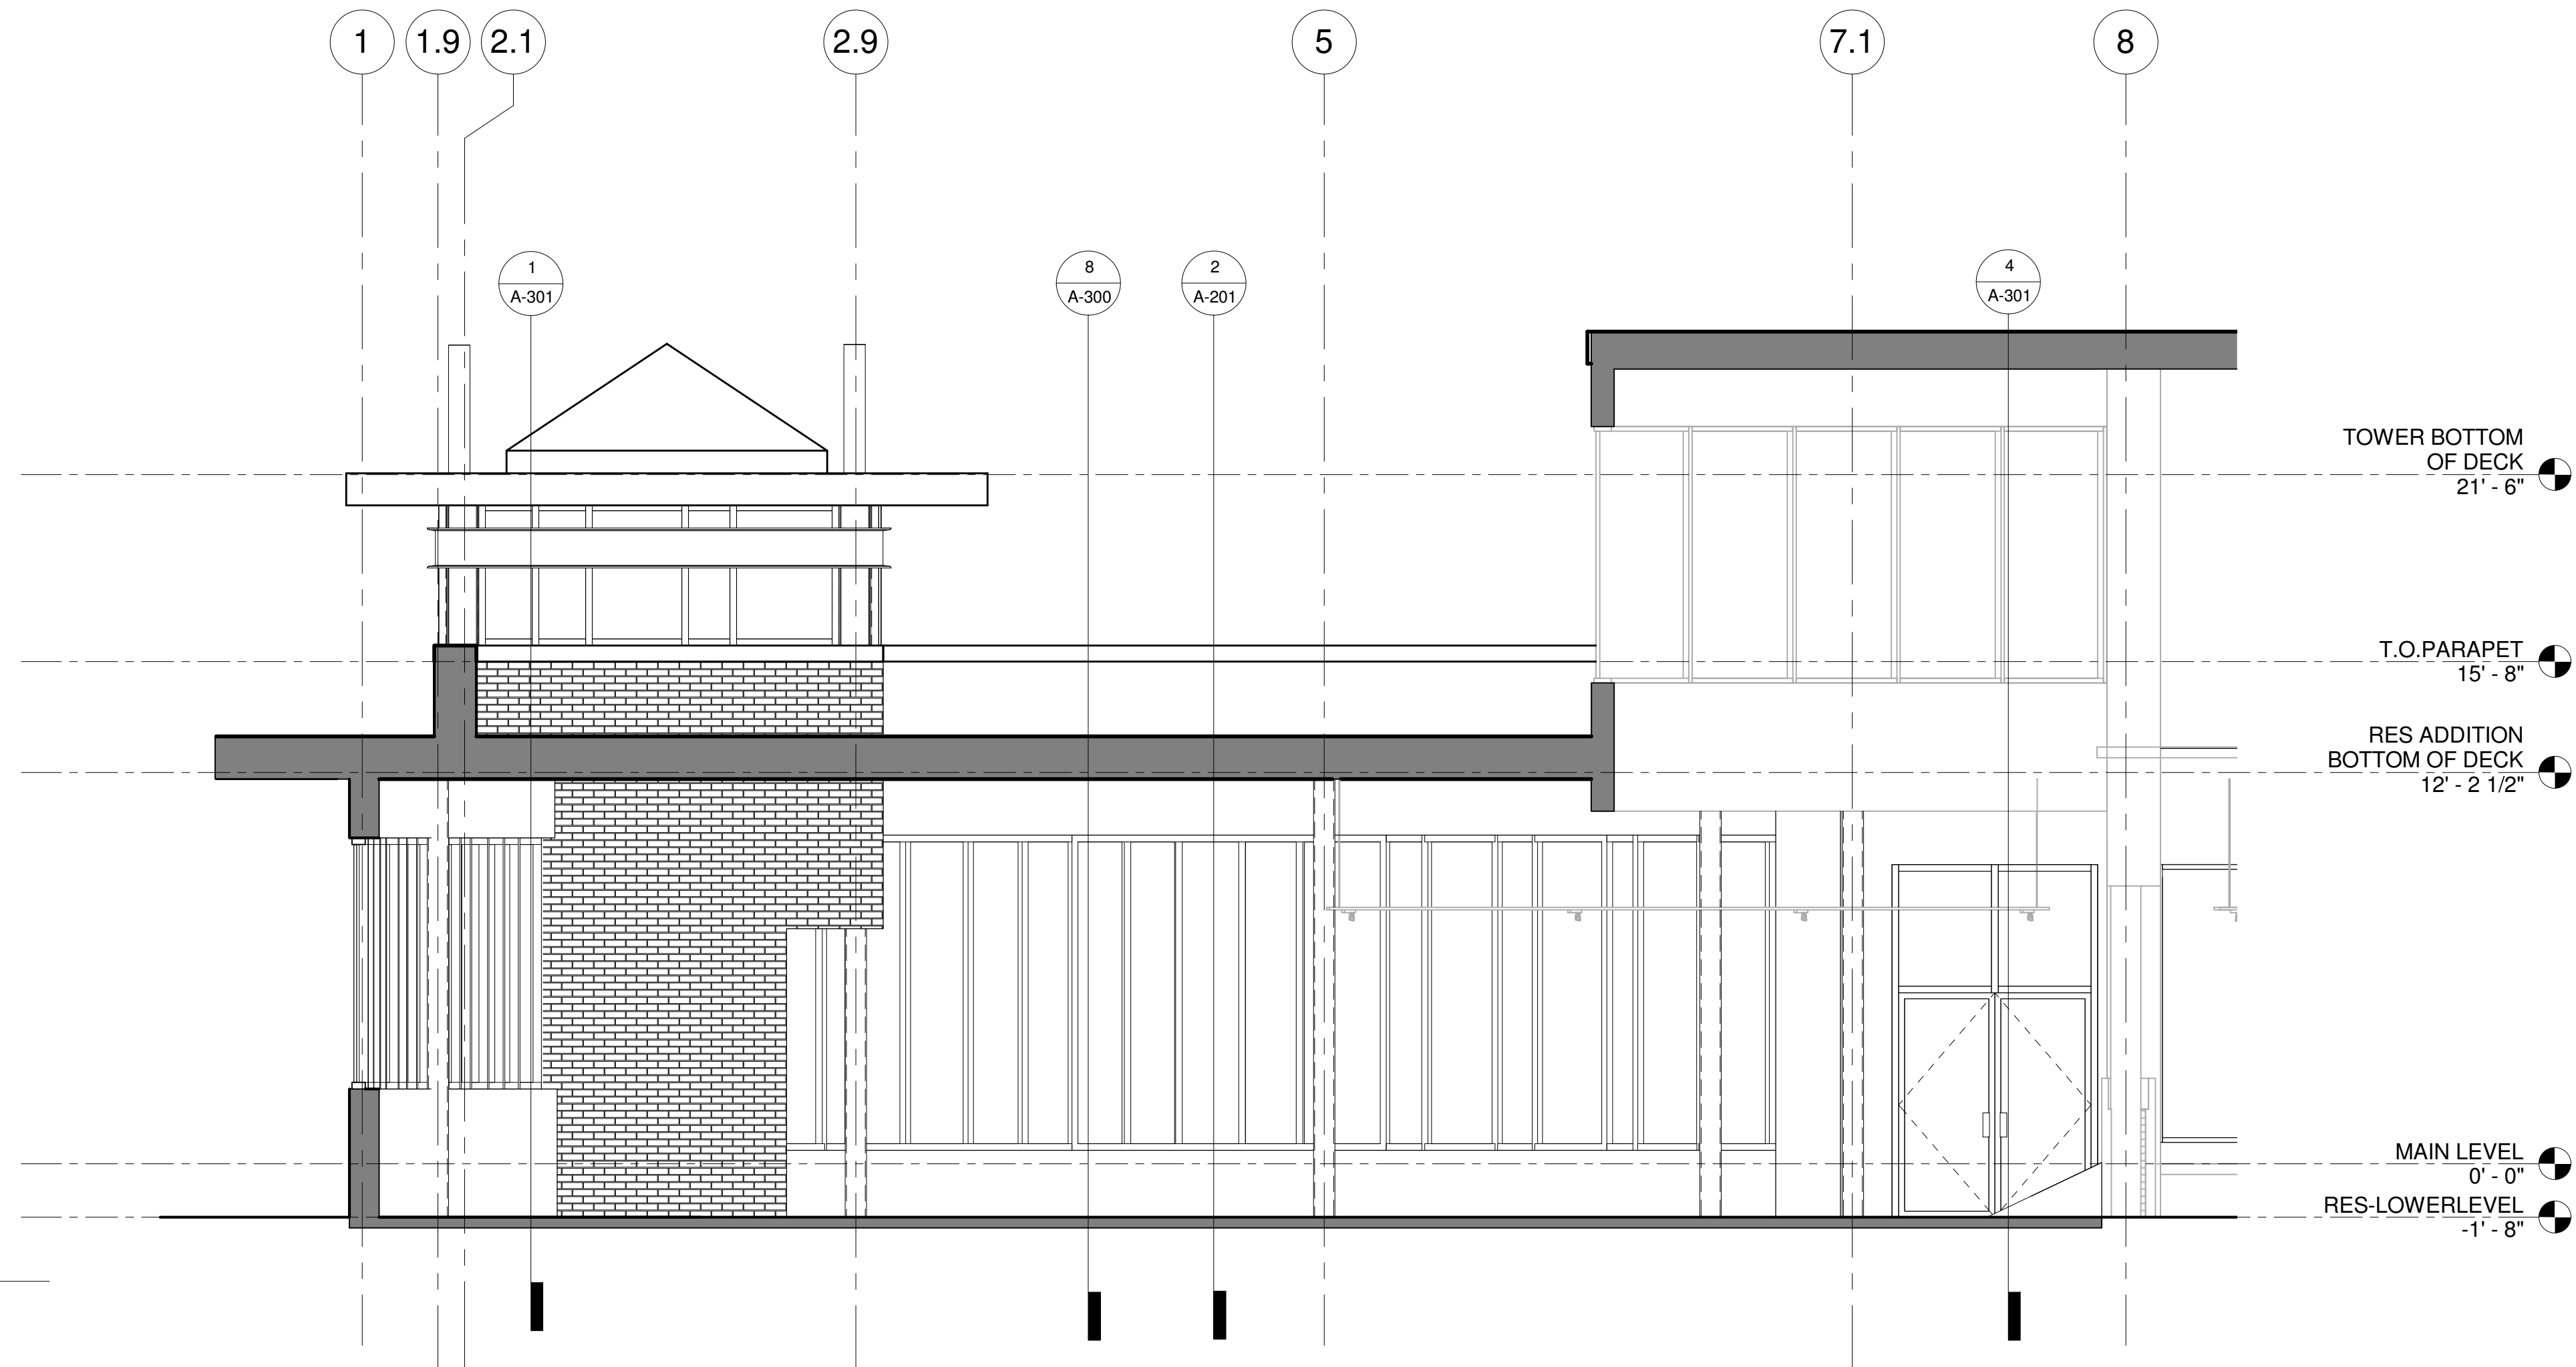 1
1.9
2.1
2.9
5
7.1
8
1
A-301
8
A-300
2
A-201
4
A-301
TOWER BOTTOM
OF DECK
21' - 6"
T.O.PARAPET
15' - 8"
RES ADDITION
BOTTOM OF DECK
12' - 2 1/2"
MAIN LEVEL
0' - 0"
RES-LOWERLEVEL
-1' - 8"